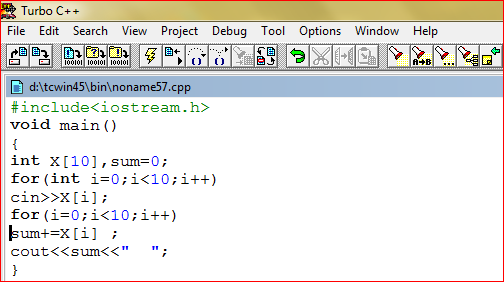 Turbo C++
File Edit Search View Project Debug Tool Options Window Help
d:\tcwin45\bin\noname57.cpp
#include<iostream.h>
void main()
{
int X[10],sum=0;
for(int i=0;i<10;i++)
cin>>X[i];
for(i=0;i<10;i++)
sum+=X[i] ;
cout<<sum<<"  ";
}